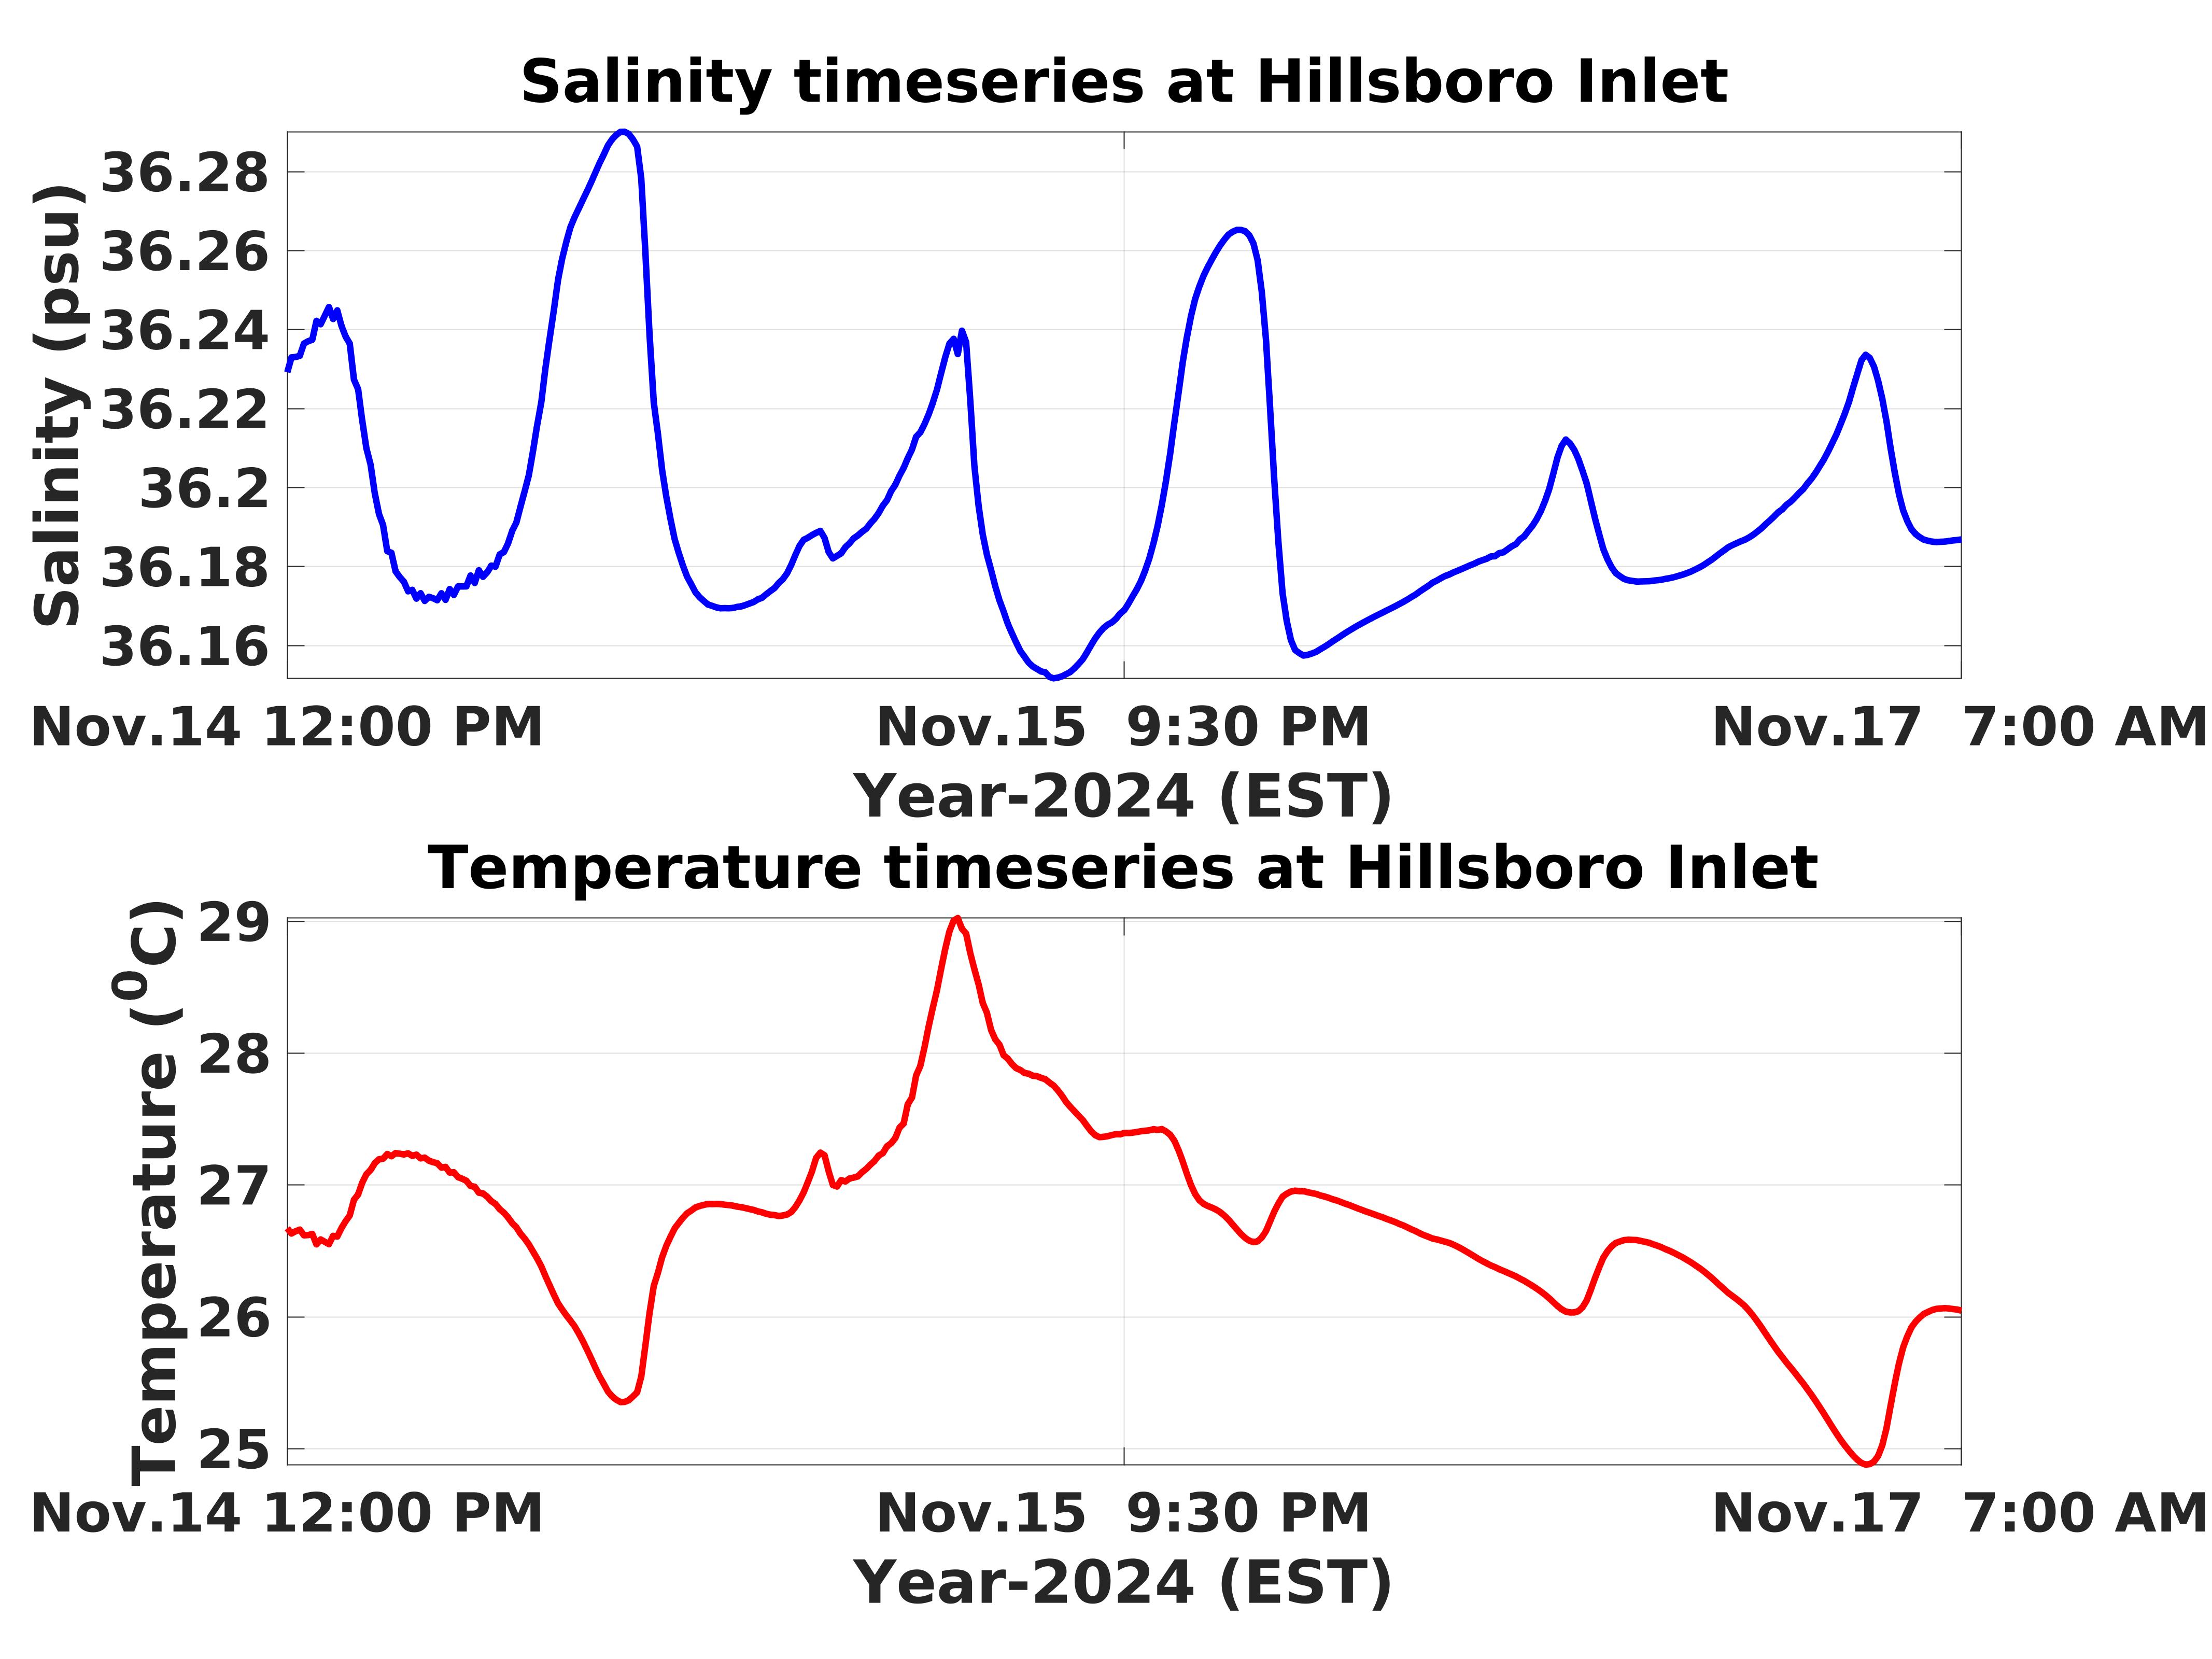 Salinity timeseries at Hillsboro Inlet
Salinity (psu)
36.28
36.26
36.24
36.22
36.2
36.18
36.16
Nov.14 12:00 PM Nov.15 9:30 PM Nov.17 7:00 AM
Year-2024 (EST)
Temperature timeseries at Hillsboro Inlet
Temperature (⁰C)
29
28
27
26
25
Nov.14 12:00 PM Nov.15 9:30 PM Nov.17 7:00 AM
Year-2024 (EST)